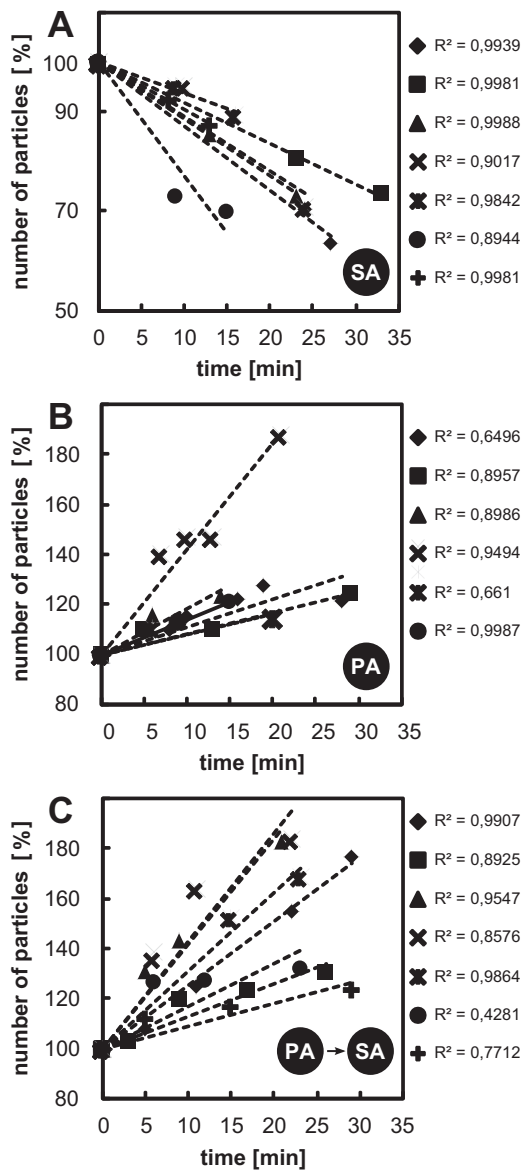 A
number of particles [%]
100
90
70
50
0
5
10
15
20
25
30
35
time [min]
SA
R² = 0,9939
R² = 0,9981
R² = 0,9988
R² = 0,9017
R² = 0,9842
R² = 0,8944
R² = 0,9981
B
number of particles [%]
180
160
140
120
100
80
0
5
10
15
20
25
30
35
time [min]
PA
R² = 0,6496
R² = 0,8957
R² = 0,8986
R² = 0,9494
R² = 0,661
R² = 0,9987
C
number of particles [%]
180
160
140
120
100
80
0
5
10
15
20
25
30
35
time [min]
PA → SA
R² = 0,9907
R² = 0,8925
R² = 0,9547
R² = 0,8576
R² = 0,9864
R² = 0,4281
R² = 0,7712